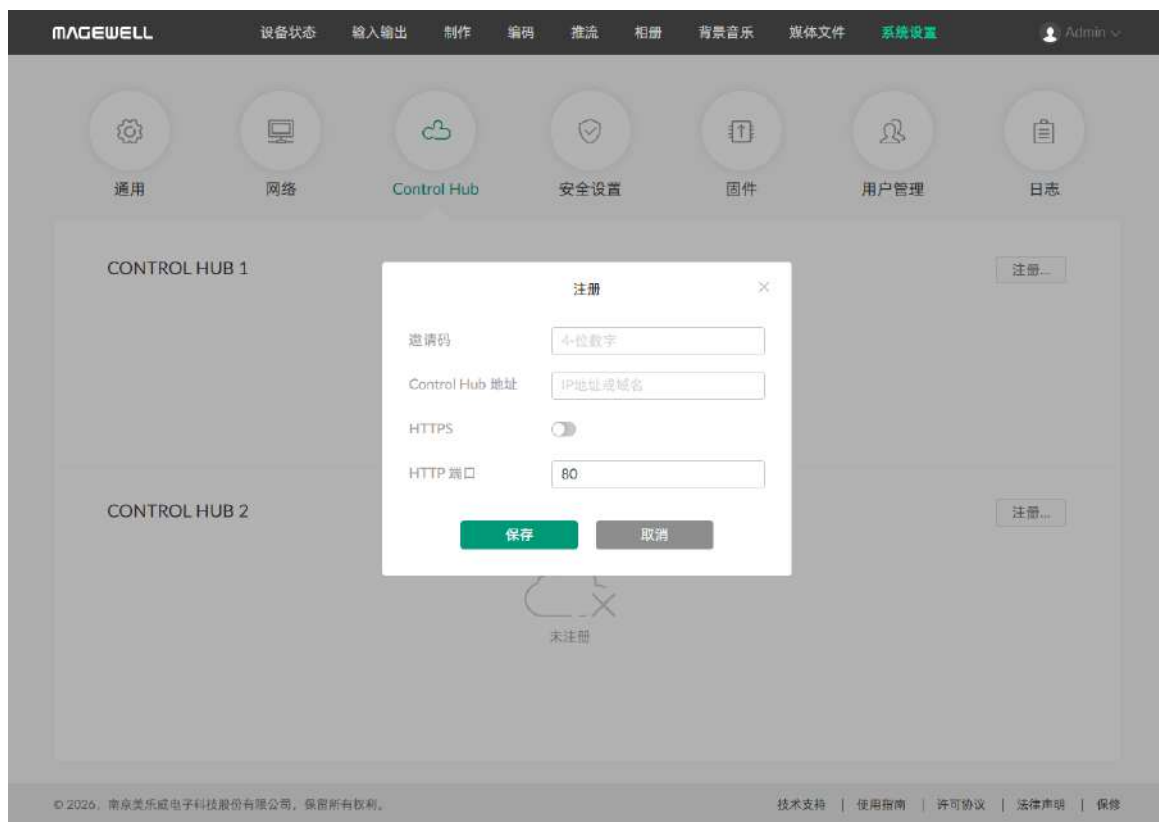 MAGEWELL 设备状态 输入输出 制作 编码 推流 相册 背景音乐 媒体文件 系统设置 Admin
通用 网络 Control Hub 安全设置 固件 用户管理 日志
CONTROL HUB 1 注册...
注册
邀请码 4-位数字
Control Hub 地址 IP地址或域名
HTTPS
HTTP 端口 80
CONTROL HUB 2 注册...
保存 取消
未注册
© 2026，南京美乐威电子科技股份有限公司。保留所有权利。 技术支持 | 使用指南 | 许可协议 | 法律声明 | 保修